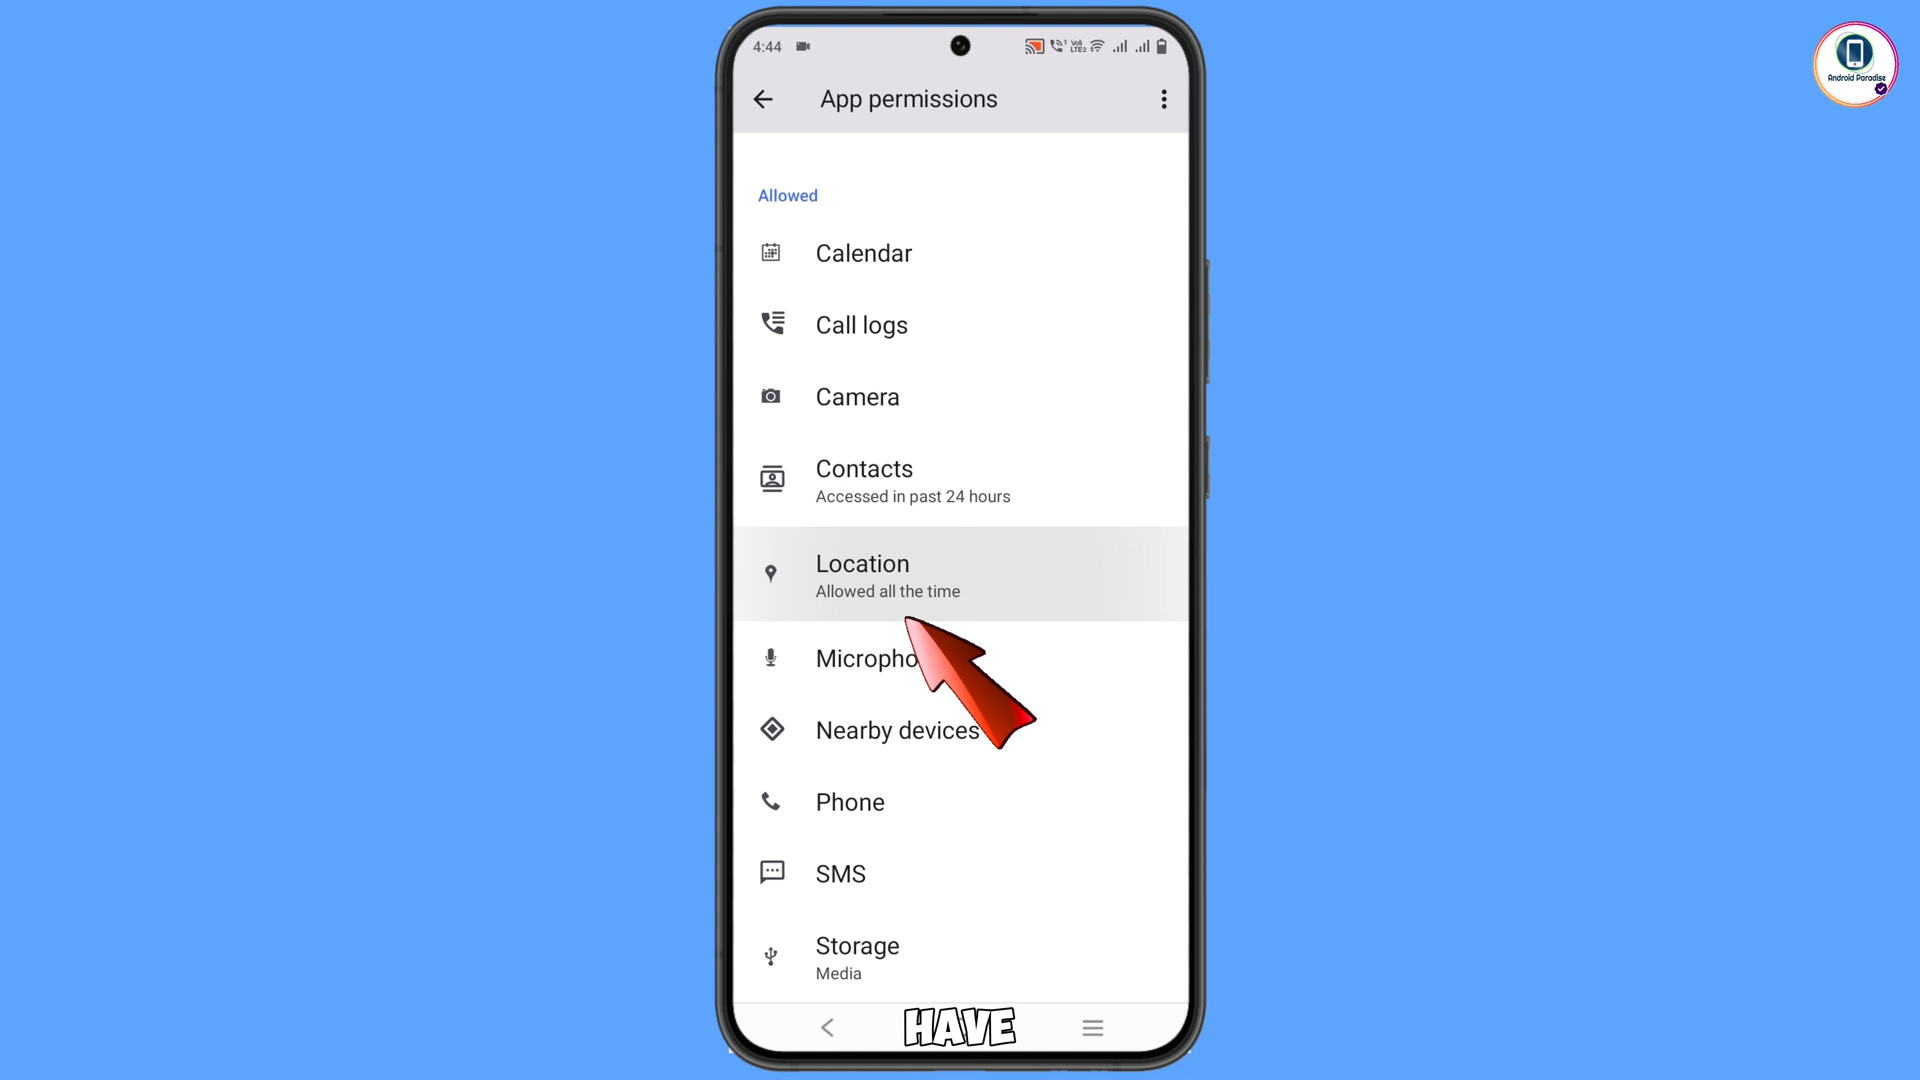 4:44
App permissions
Android Paradise
Allowed
Calendar
Call logs
Camera
Contacts
Accessed in past 24 hours
Location
Allowed all the time
Micropho
Nearby devices
Phone
SMS
Storage
Media
HAVE